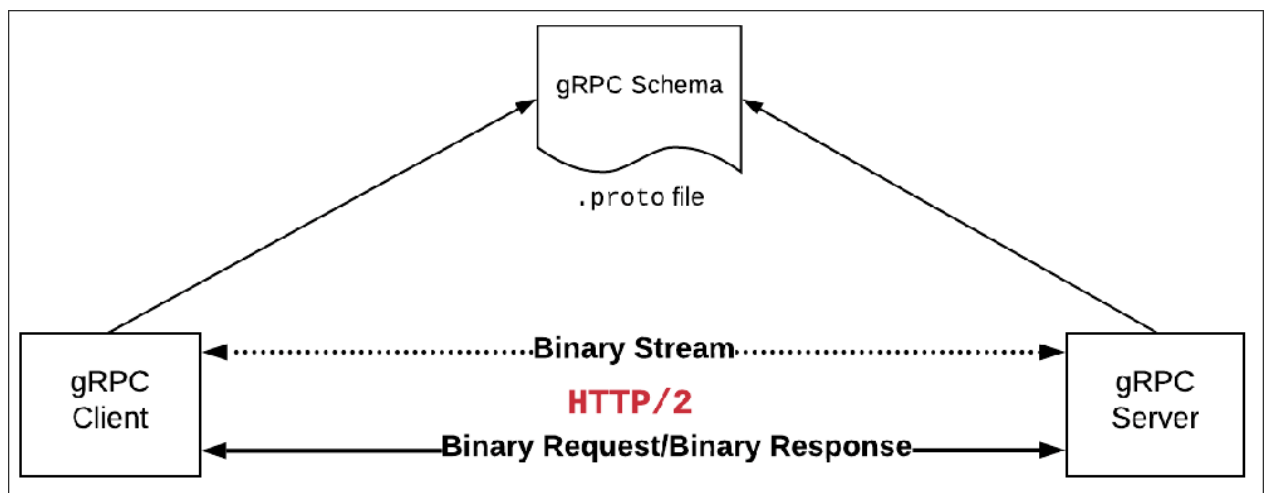 gRPC Schema
.proto file
Binary Stream
gRPC
Client
HTTP/2
gRPC
Server
Binary Request/Binary Response